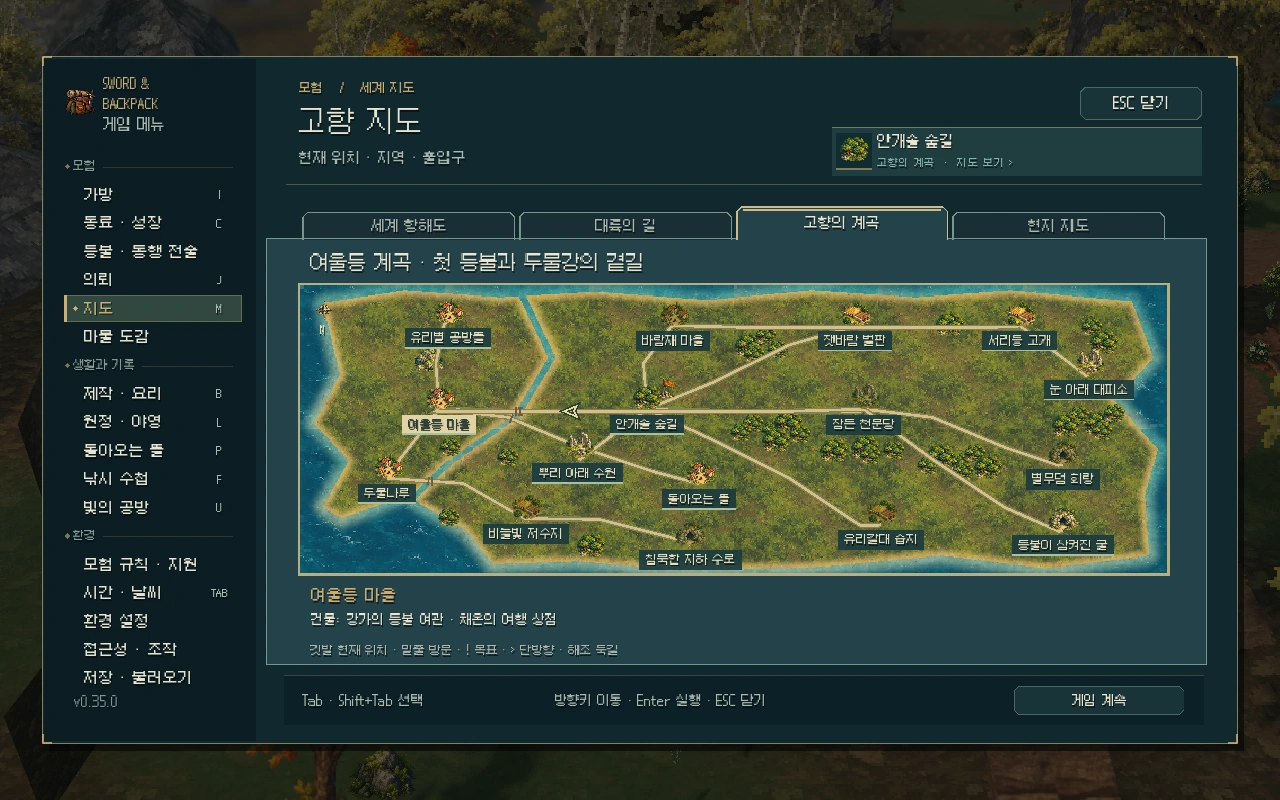 SWORD &
BACKPACK
게임 메뉴
모험
가방 I
동료 · 성장 C
등불 · 동행 전술
의뢰 J
지도 M
마물 도감
생활과 기록
제작 · 요리 B
원정 · 야영 L
돌아오는 뜰 P
낚시 수첩 F
빛의 공방 U
환경
모험 규칙 · 지원
시간 · 날씨 TAB
환경 설정
접근성 · 조작
저장 · 불러오기
v0.35.0
모험 / 세계 지도
고향 지도
현재 위치 · 지역 · 출입구
ESC 닫기
안개솔 숲길
고향의 계곡 · 지도 보기 >
세계 항해도
대륙의 길
고향의 계곡
현지 지도
여울등 계곡 · 첫 등불과 두물강의 곁길
N
유리별 공방뜰
바람재 마을
잿바람 벌판
서리등 고개
눈 아래 대피소
여울등 마을
안개솔 숲길
잠든 천문당
뿌리 아래 수원
별무덤 회랑
두물나루
돌아오는 뜰
비늘빛 저수지
유리갈대 습지
등불이 삼켜진 굴
침묵한 지하 수로
여울등 마을
건물: 강가의 등불 여관 · 채온의 여행 상점
깃발 현재 위치 · 밑줄 방문 · ! 목표 · > 단방향 · 해조 둑길
Tab · Shift+Tab 선택
방향키 이동 · Enter 실행 · ESC 닫기
게임 계속